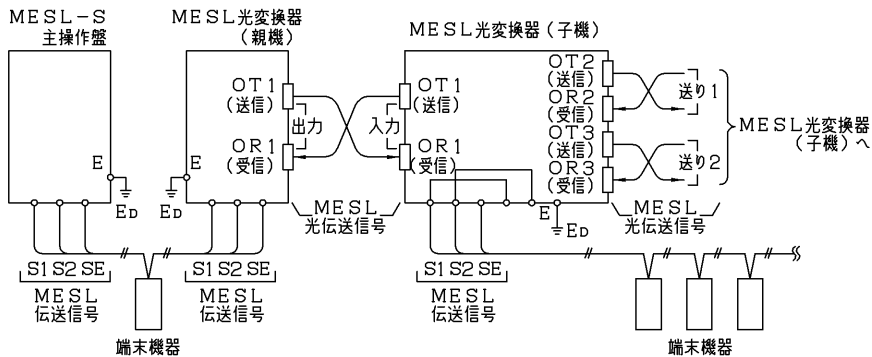 MESL-S
主操作盤
E
ED
S1 S2 SE
MESL
伝送信号
端末機器
MESL光変換器
(親機)
OT1
(送信)
OR1
(受信)
出力
E
ED
S1 S2 SE
MESL
伝送信号
MESL
光伝送信号
MESL光変換器(子機)
OT1
(送信)
入力
OR1
(受信)
OT2
(送信)
OR2
(受信)
OT3
(送信)
OR3
(受信)
E
ED
S1 S2 SE
MESL
伝送信号
送り1
送り2
MESL
光伝送信号
MESL光変換器
(子機)へ
端末機器